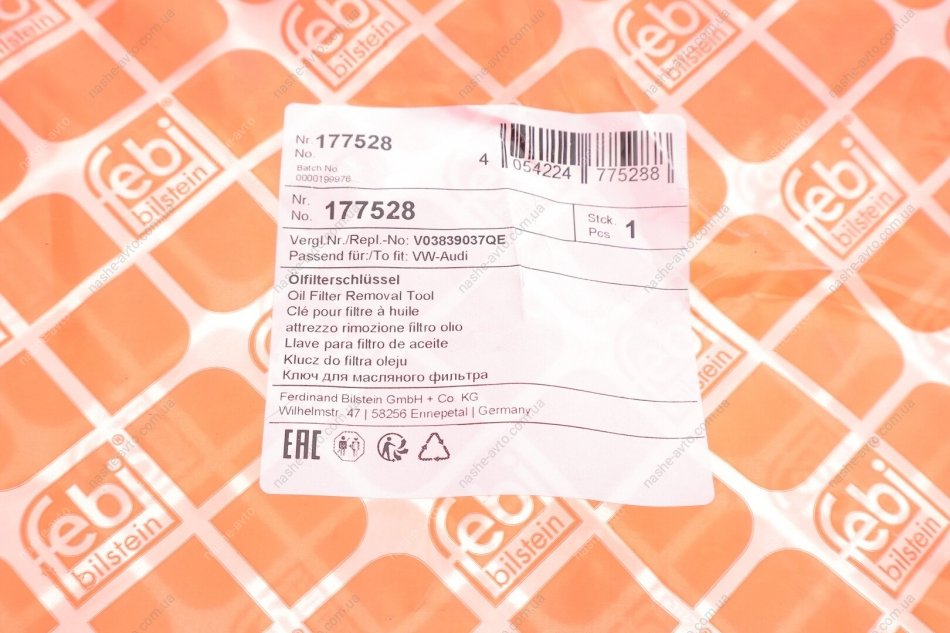 Nr. 177528
No.
Batch No
0000199976
4 054224 775288
Nr.
No. 177528
Stck.
Pcs. 1
Vergl.Nr./Repl.-No: V03839037QE
Passend für:/To fit: VW-Audi
Ölfilterschlüssel
Oil Filter Removal Tool
Clé pour filtre à huile
attrezzo rimozione filtro olio
Llave para filtro de aceite
Klucz do filtra oleju
Ключ для масляного фильтра
Ferdinand Bilstein GmbH + Co. KG
Wilhelmstr. 47 | 58256 Ennepetal | Germany
EAC
febi
bilstein
nashe-avto.com.ua